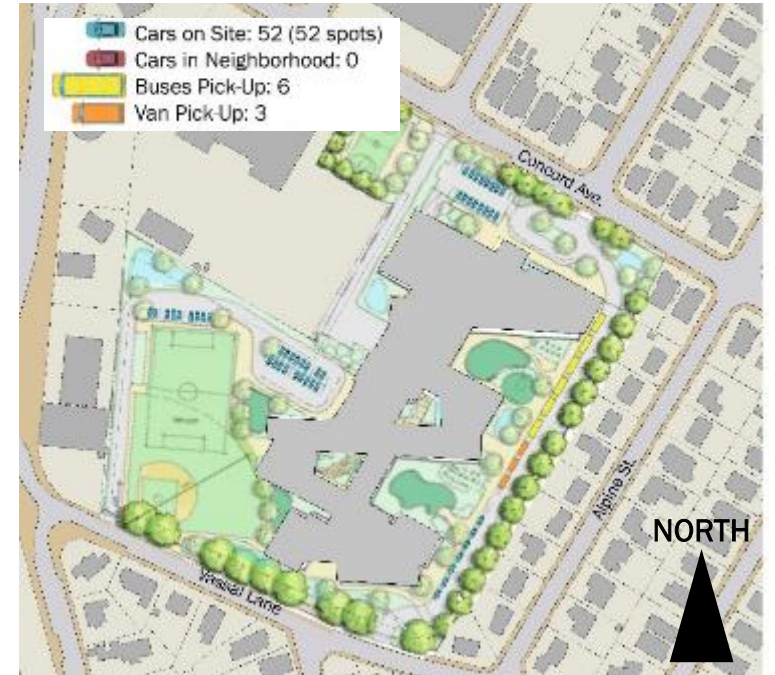 Cars on Site: 52 (52 spots)
Cars in Neighborhood: 0
Buses Pick-Up: 6
Van Pick-Up: 3
Concord Ave.
Alpine St.
NORTH
Vassal Lane